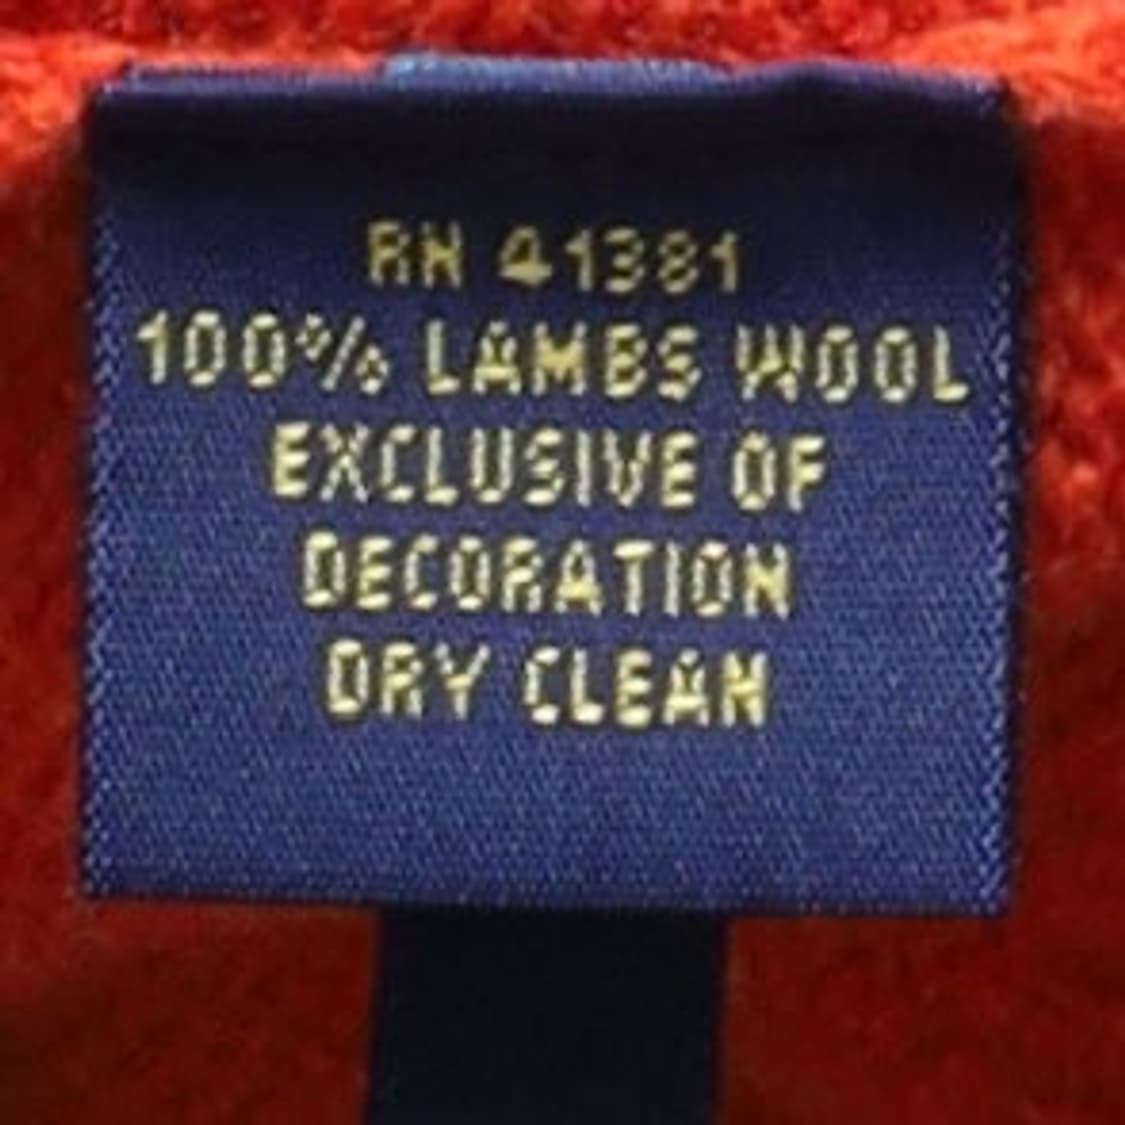 RN 41381
100% LAMBS WOOL
EXCLUSIVE OF
DECORATION
DRY CLEAN